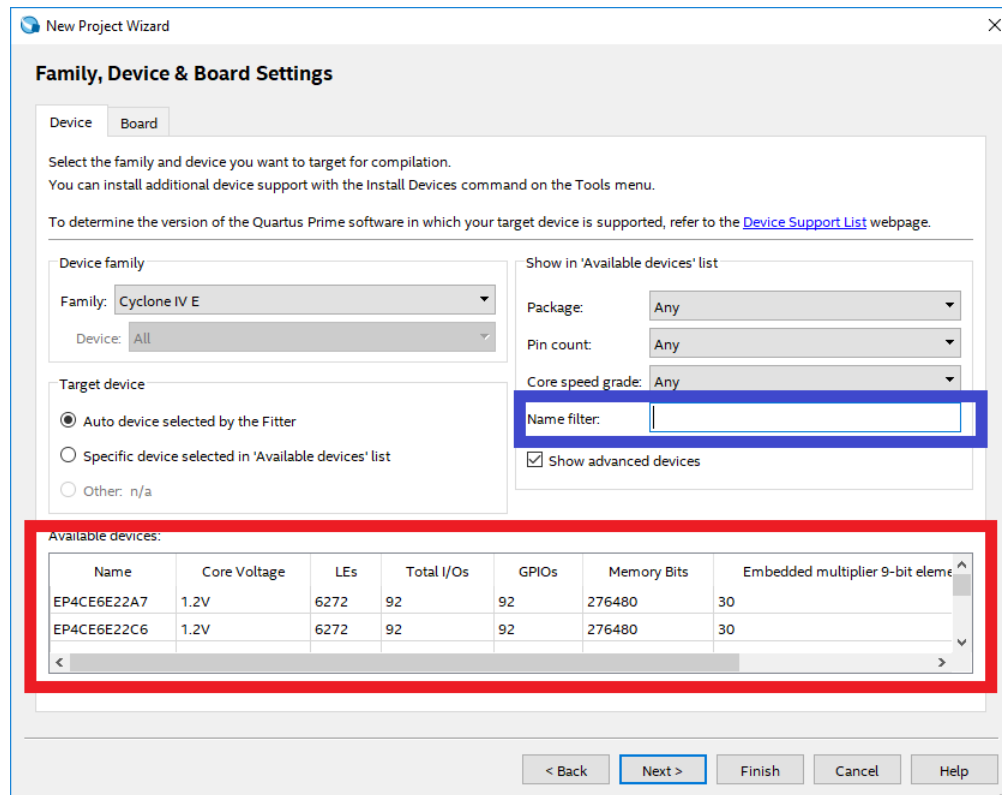 New Project Wizard
Family, Device & Board Settings
Device Board
Select the family and device you want to target for compilation.
You can install additional device support with the Install Devices command on the Tools menu.
To determine the version of the Quartus Prime software in which your target device is supported, refer to the Device Support List webpage.
Device family
Family: Cyclone IV E
Device: All
Target device
Auto device selected by the Fitter
Specific device selected in 'Available devices' list
Other: n/a
Show in 'Available devices' list
Package: Any
Pin count: Any
Core speed grade: Any
Name filter:
Show advanced devices
Available devices:
Name Core Voltage LEs Total I/Os GPIOs Memory Bits Embedded multiplier 9-bit eleme
EP4CE6E22A7 1.2V 6272 92 92 276480 30
EP4CE6E22C6 1.2V 6272 92 92 276480 30
< Back Next > Finish Cancel Help